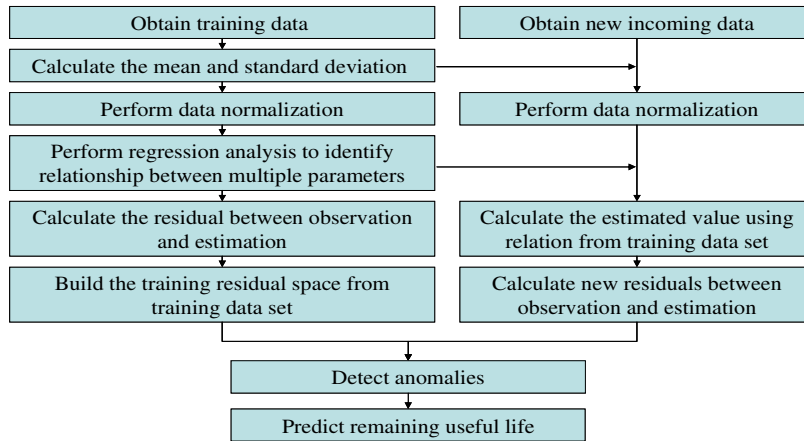 Obtain training data
Calculate the mean and standard deviation
Perform data normalization
Perform regression analysis to identify
relationship between multiple parameters
Calculate the residual between observation
and estimation
Build the training residual space from
training data set
Obtain new incoming data
Perform data normalization
Calculate the estimated value using
relation from training data set
Calculate new residuals between
observation and estimation
Detect anomalies
Predict remaining useful life